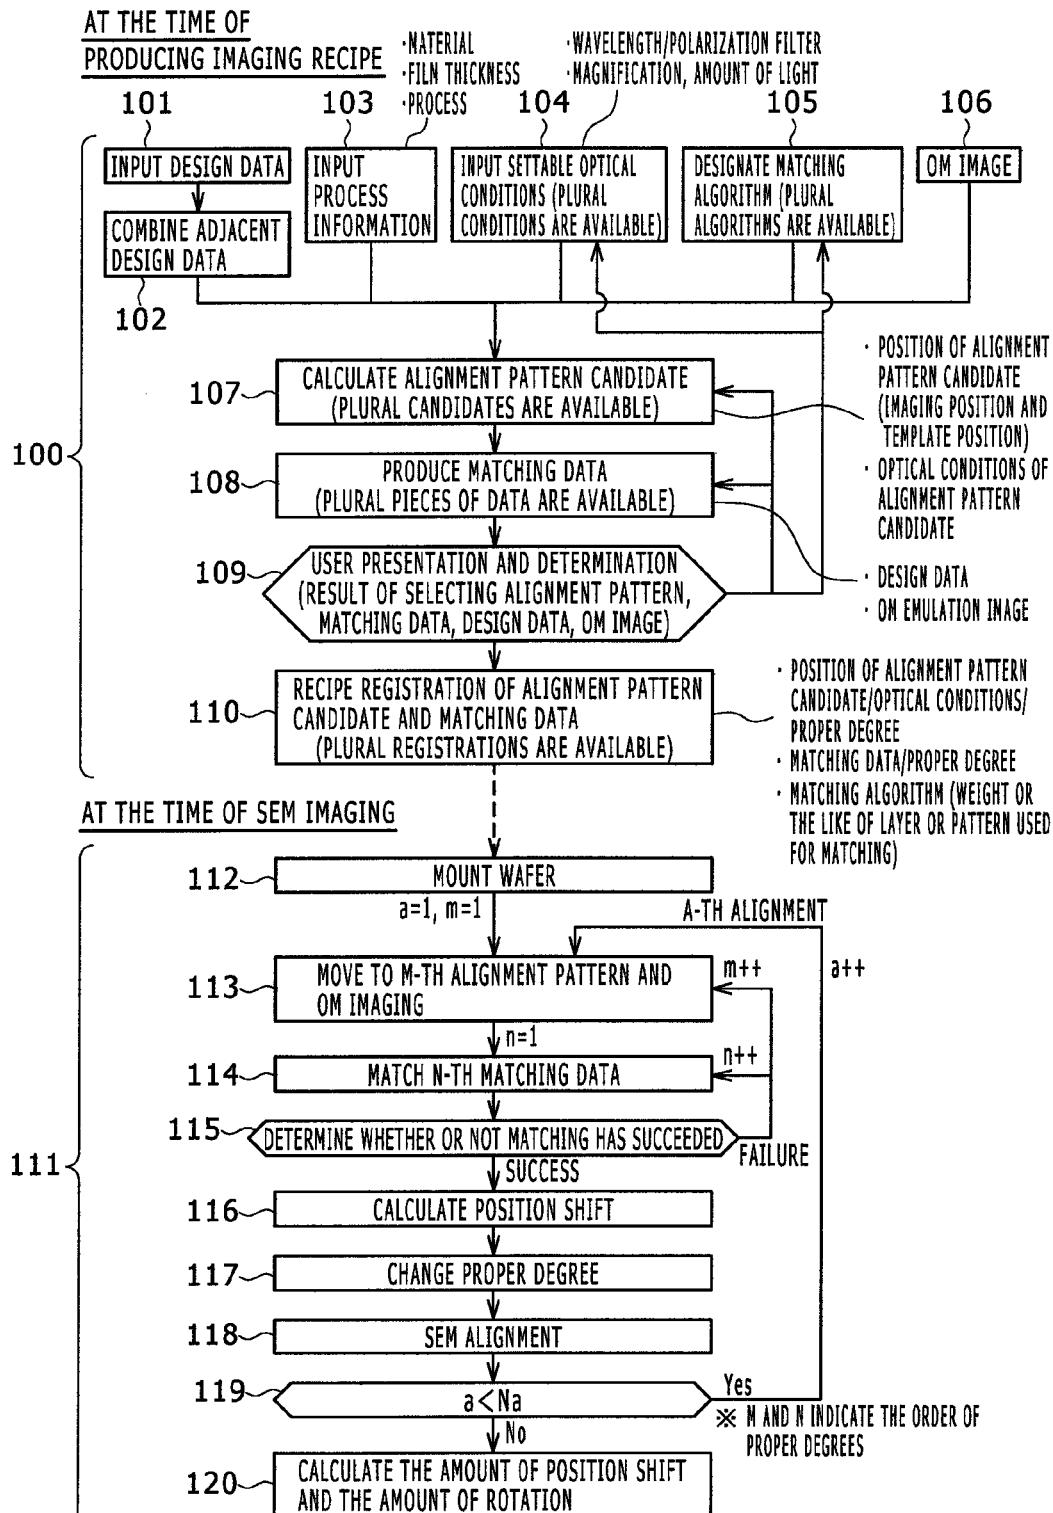 AT THE TIME OF
PRODUCING IMAGING RECIPE
·MATERIAL
·FILM THICKNESS
·PROCESS
·WAVELENGTH/POLARIZATION FILTER
·MAGNIFICATION, AMOUNT OF LIGHT
101
103
104
105
106
INPUT DESIGN DATA
INPUT
PROCESS
INFORMATION
INPUT SETTABLE OPTICAL
CONDITIONS (PLURAL
CONDITIONS ARE AVAILABLE)
DESIGNATE MATCHING
ALGORITHM (PLURAL
ALGORITHMS ARE AVAILABLE)
OM IMAGE
COMBINE ADJACENT
DESIGN DATA
102
100
107
CALCULATE ALIGNMENT PATTERN CANDIDATE
(PLURAL CANDIDATES ARE AVAILABLE)
· POSITION OF ALIGNMENT
PATTERN CANDIDATE
(IMAGING POSITION AND
TEMPLATE POSITION)
· OPTICAL CONDITIONS OF
ALIGNMENT PATTERN
CANDIDATE
108
PRODUCE MATCHING DATA
(PLURAL PIECES OF DATA ARE AVAILABLE)
· DESIGN DATA
· OM EMULATION IMAGE
109
USER PRESENTATION AND DETERMINATION
(RESULT OF SELECTING ALIGNMENT PATTERN,
MATCHING DATA, DESIGN DATA, OM IMAGE)
110
RECIPE REGISTRATION OF ALIGNMENT PATTERN
CANDIDATE AND MATCHING DATA
(PLURAL REGISTRATIONS ARE AVAILABLE)
· POSITION OF ALIGNMENT PATTERN
CANDIDATE/OPTICAL CONDITIONS/
PROPER DEGREE
· MATCHING DATA/PROPER DEGREE
· MATCHING ALGORITHM (WEIGHT OR
THE LIKE OF LAYER OR PATTERN USED
FOR MATCHING)
AT THE TIME OF SEM IMAGING
111
112
MOUNT WAFER
a=1, m=1
A-TH ALIGNMENT
113
MOVE TO M-TH ALIGNMENT PATTERN AND
OM IMAGING
m++
a++
n=1
n++
114
MATCH N-TH MATCHING DATA
115
DETERMINE WHETHER OR NOT MATCHING HAS SUCCEEDED
FAILURE
SUCCESS
116
CALCULATE POSITION SHIFT
117
CHANGE PROPER DEGREE
118
SEM ALIGNMENT
119
a<Na
Yes
※ M AND N INDICATE THE ORDER OF
PROPER DEGREES
No
120
CALCULATE THE AMOUNT OF POSITION SHIFT
AND THE AMOUNT OF ROTATION